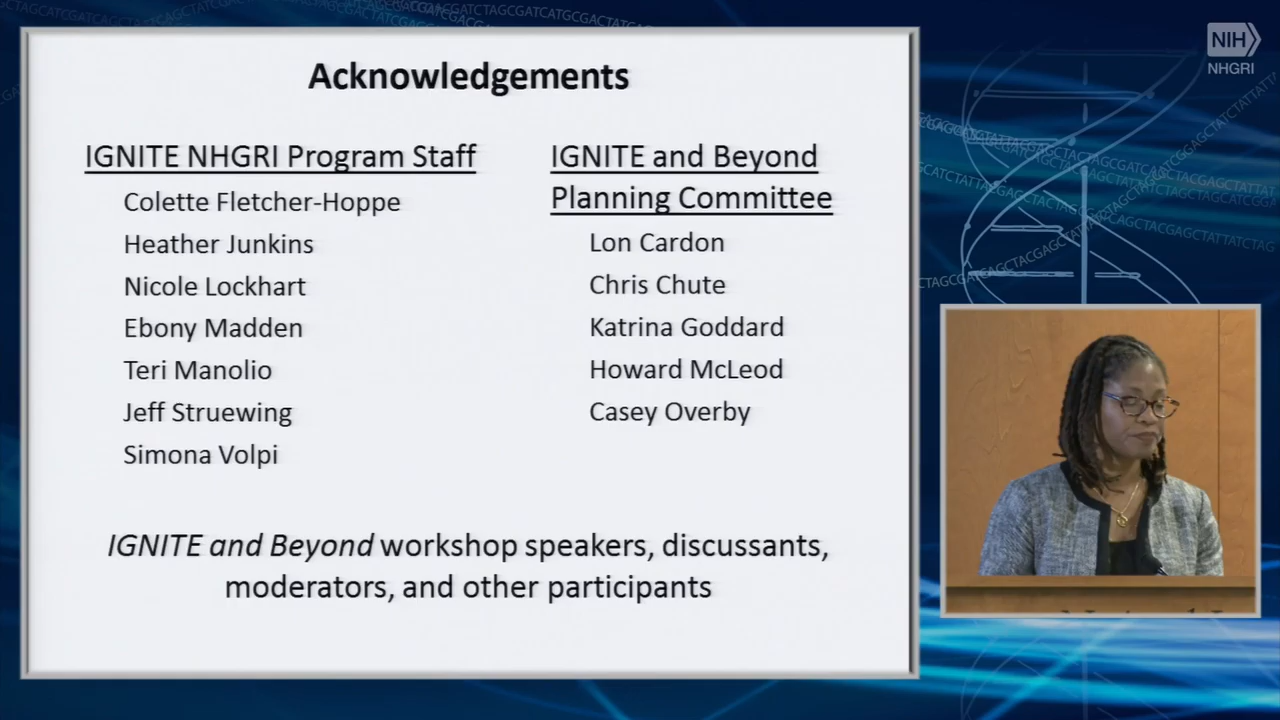 Acknowledgements
IGNITE NHGRI Program Staff
Colette Fletcher-Hoppe
Heather Junkins
Nicole Lockhart
Ebony Madden
Teri Manolio
Jeff Struewing
Simona Volpi
IGNITE and Beyond
Planning Committee
Lon Cardon
Chris Chute
Katrina Goddard
Howard McLeod
Casey Overby
IGNITE and Beyond workshop speakers, discussants,
moderators, and other participants
NIH
NHGRI